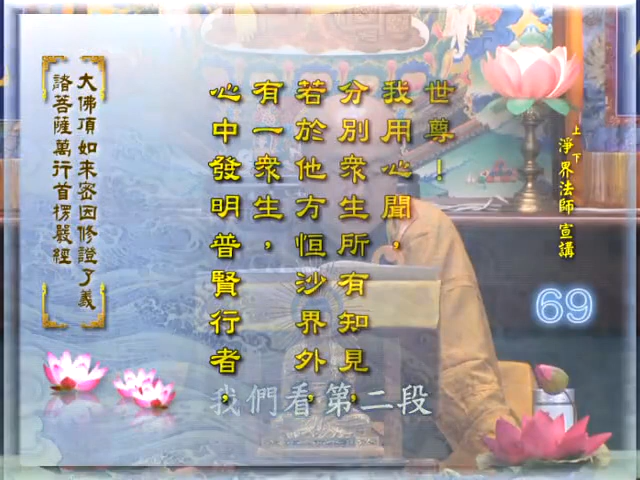 大佛頂如來密因修證了義
諸菩薩萬行首楞嚴經
世尊！
我用心聞，
分別眾生所有知見，
若於他方恒沙界外，
有一眾生，
心中發明普賢行者，
上淨下界法師 宣講
69
我們看第二段